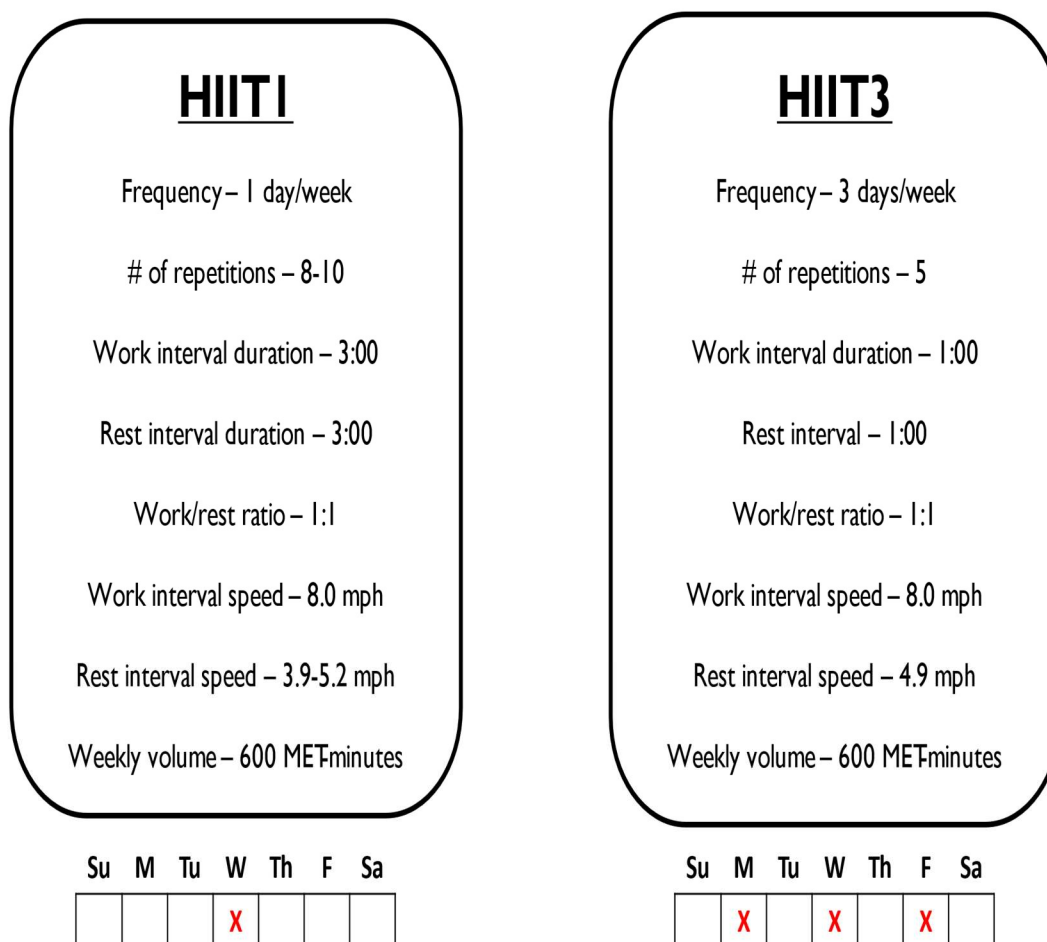 HIIT1
Frequency – 1 day/week
# of repetitions – 8-10
Work interval duration – 3:00
Rest interval duration – 3:00
Work/rest ratio – 1:1
Work interval speed – 8.0 mph
Rest interval speed – 3.9-5.2 mph
Weekly volume – 600 MET-minutes
Su M Tu W Th F Sa
X
HIIT3
Frequency – 3 days/week
# of repetitions – 5
Work interval duration – 1:00
Rest interval – 1:00
Work/rest ratio – 1:1
Work interval speed – 8.0 mph
Rest interval speed – 4.9 mph
Weekly volume – 600 MET-minutes
Su M Tu W Th F Sa
X X X